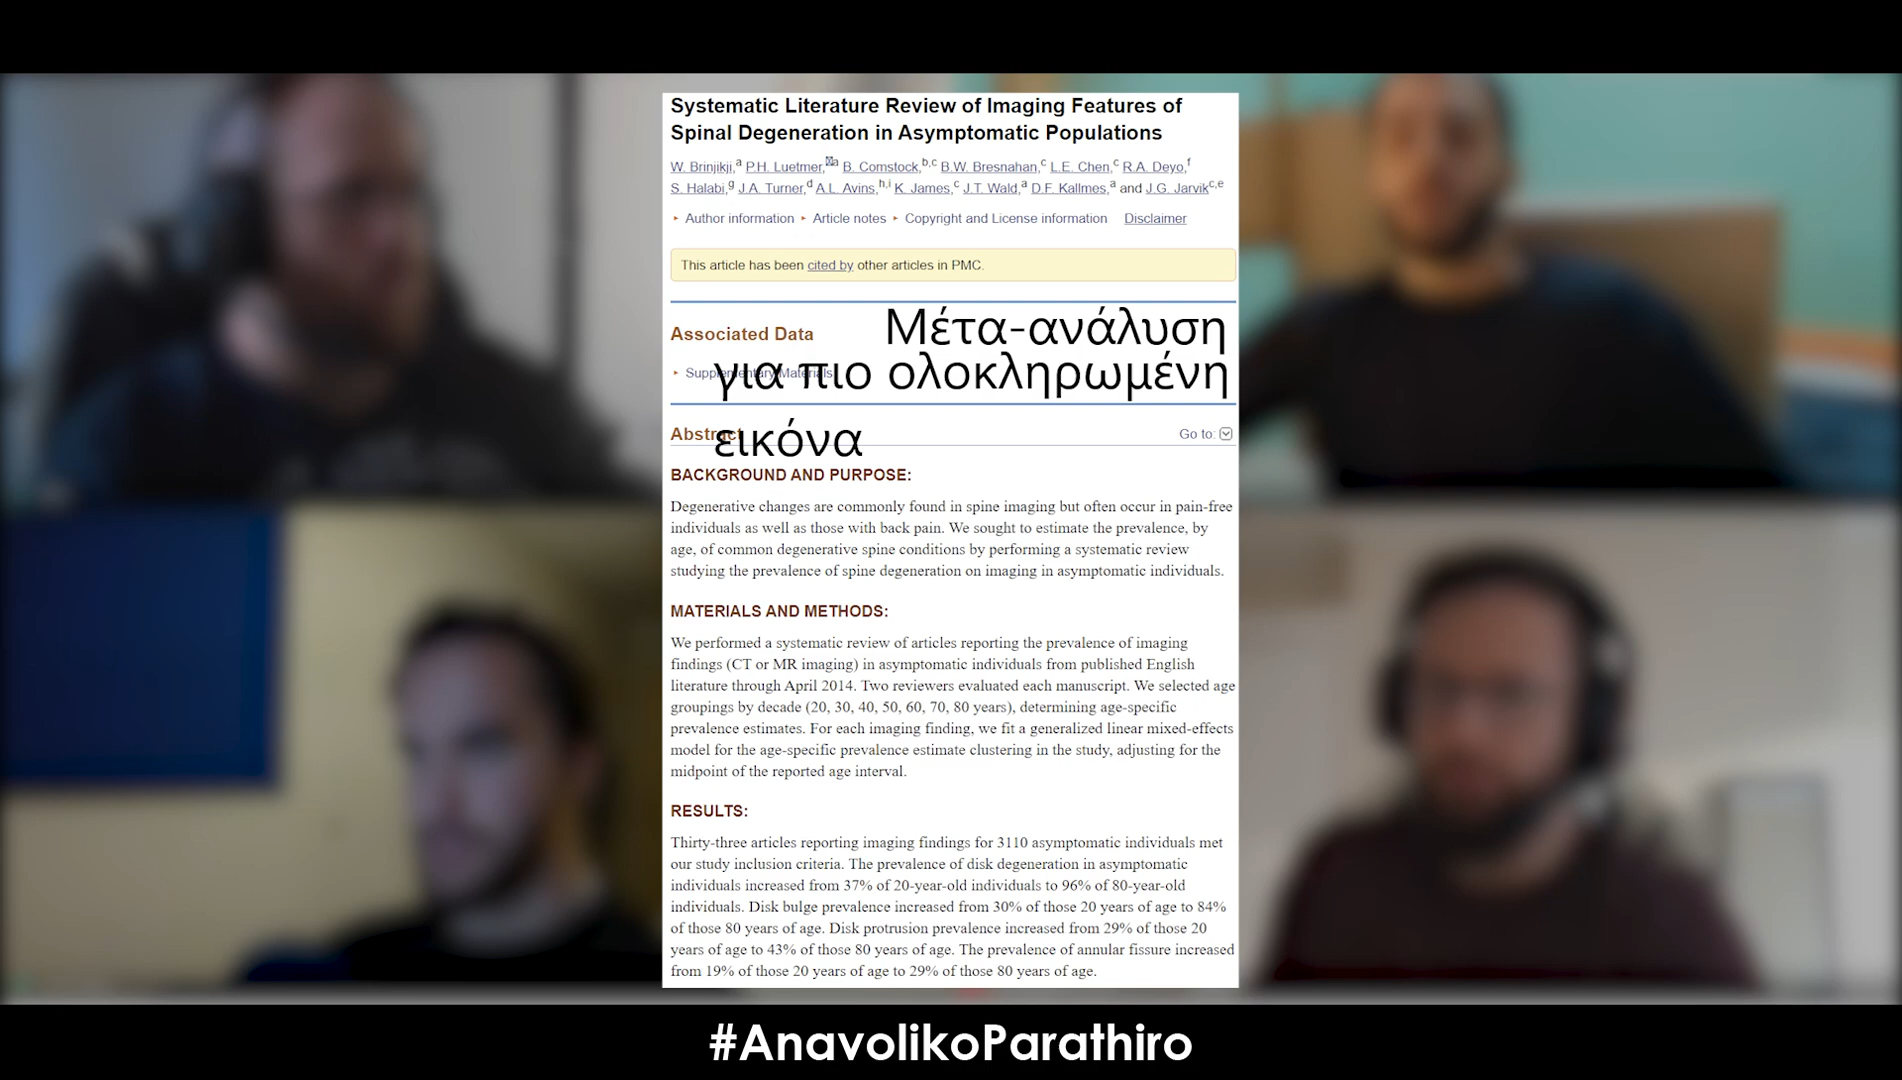 Systematic Literature Review of Imaging Features of
Spinal Degeneration in Asymptomatic Populations
W. Brinjikji,a P.H. Luetmer,a B. Comstock,b,c B.W. Bresnahan,c L.E. Chen,c R.A. Deyo,f
S. Halabi,g J.A. Turner,d A.L. Avins,h,i K. James,c J.T. Wald,a D.F. Kallmes,a and J.G. Jarvikc,e
Author information Article notes Copyright and License information Disclaimer
This article has been cited by other articles in PMC.
Associated Data
Μέτα-ανάλυση
Supplementary Materials
για πιο ολοκληρωμένη
Abstract
εικόνα
Go to:
BACKGROUND AND PURPOSE:
Degenerative changes are commonly found in spine imaging but often occur in pain-free
individuals as well as those with back pain. We sought to estimate the prevalence, by
age, of common degenerative spine conditions by performing a systematic review
studying the prevalence of spine degeneration on imaging in asymptomatic individuals.
MATERIALS AND METHODS:
We performed a systematic review of articles reporting the prevalence of imaging
findings (CT or MR imaging) in asymptomatic individuals from published English
literature through April 2014. Two reviewers evaluated each manuscript. We selected age
groupings by decade (20, 30, 40, 50, 60, 70, 80 years), determining age-specific
prevalence estimates. For each imaging finding, we fit a generalized linear mixed-effects
model for the age-specific prevalence estimate clustering in the study, adjusting for the
midpoint of the reported age interval.
RESULTS:
Thirty-three articles reporting imaging findings for 3110 asymptomatic individuals met
our study inclusion criteria. The prevalence of disk degeneration in asymptomatic
individuals increased from 37% of 20-year-old individuals to 96% of 80-year-old
individuals. Disk bulge prevalence increased from 30% of those 20 years of age to 84%
of those 80 years of age. Disk protrusion prevalence increased from 29% of those 20
years of age to 43% of those 80 years of age. The prevalence of annular fissure increased
from 19% of those 20 years of age to 29% of those 80 years of age.
#AnavolikoParathiro